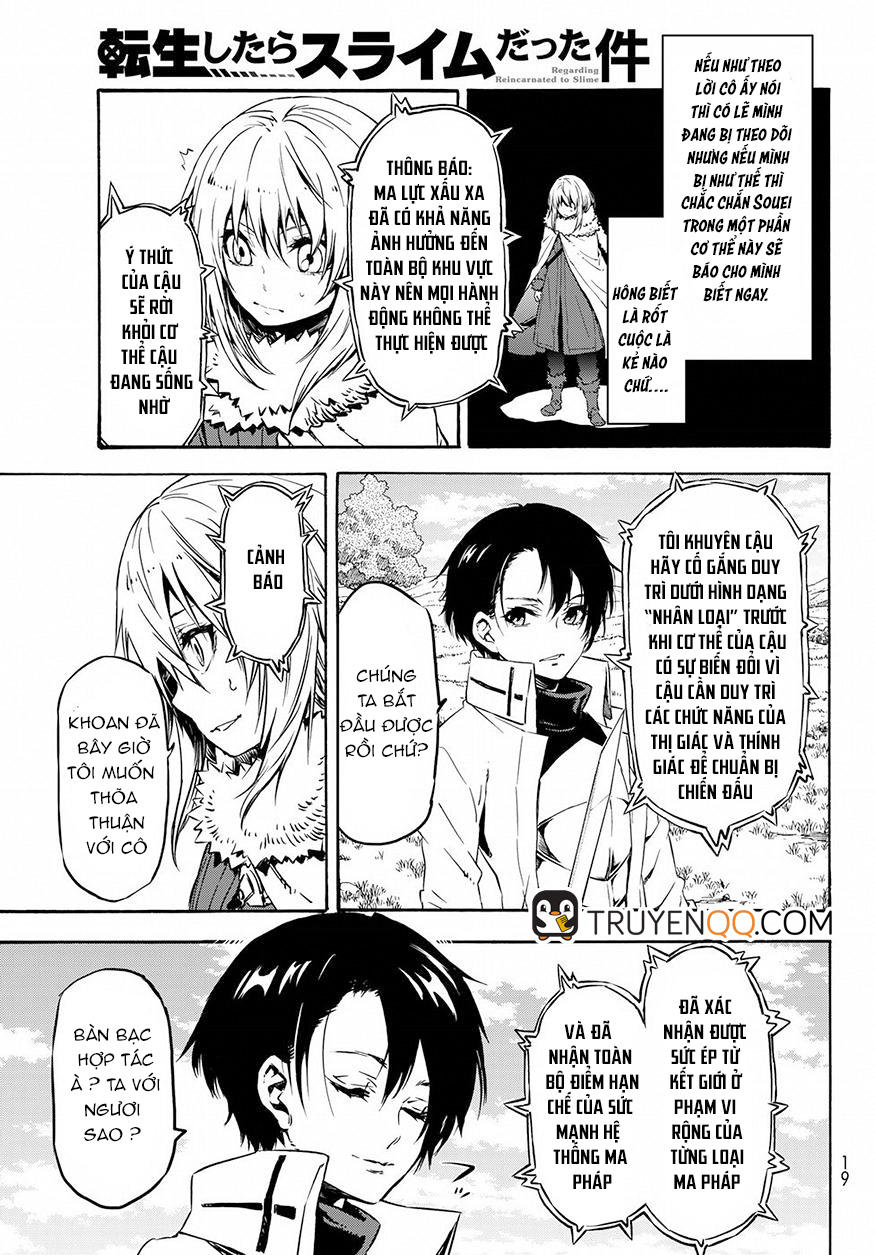 転生したらスライムだった件
Regarding
Reincarnated to Slime
NẾU NHƯ THEO
LỜI CÔ ẤY NÓI
THÌ CÓ LẼ MÌNH
ĐANG BỊ THEO DÕI
NHƯNG NẾU MÌNH
BỊ NHƯ THẾ THÌ
CHẮC CHẮN SOUEI
TRONG MỘT PHẦN
CƠ THỂ NÀY SẼ
BÁO CHO MÌNH
BIẾT NGAY.
HÔNG BIẾT
LÀ RỐT
CUỘC LÀ
KẺ NÀO
CHỨ....
THÔNG BÁO:
MA LỰC XẤU XA
ĐÃ CÓ KHẢ NĂNG
ẢNH HƯỞNG ĐẾN
TOÀN BỘ KHU VỰC
NÀY NÊN MỌI HÀNH
ĐỘNG KHÔNG THỂ
THỰC HIỆN ĐƯỢC
Ý THỨC
CỦA CẬU
SẼ RỜI
KHỎI CƠ
THỂ CẬU
ĐANG SỐNG
NHỜ
TÔI KHUYÊN CẬU
HÃY CỐ GẮNG DUY
TRÌ DƯỚI HÌNH DẠNG
“NHÂN LOẠI” TRƯỚC
KHI CƠ THỂ CỦA CẬU
CÓ SỰ BIẾN ĐỔI VÌ
CẬU CẦN DUY TRÌ
CÁC CHỨC NĂNG CỦA
THỊ GIÁC VÀ THÍNH
GIÁC ĐỂ CHUẨN BỊ
CHIẾN ĐẤU
CHÚNG
TA BẮT
ĐẦU ĐƯỢC
RỒI CHỨ?
CẢNH
BÁO
KHOAN ĐÃ
BÂY GIỜ
TÔI MUỐN
THÕA
THUẬN
VỚI CÔ
TRUYENQQ.COM
ĐÃ XÁC
NHẬN ĐƯỢC
SỨC ÉP TỪ
KẾT GIỚI Ở
PHẠM VI
RỘNG CỦA
TỪNG LOẠI
MA PHÁP
VÀ ĐÃ
NHẬN TOÀN
BỘ ĐIỂM HẠN
CHẾ CỦA SỨC
MẠNH HỆ
THỐNG MA
PHÁP
BÀN BẠC
HỢP TÁC
À ? TA VỚI
NGƯƠI
SAO ?
19